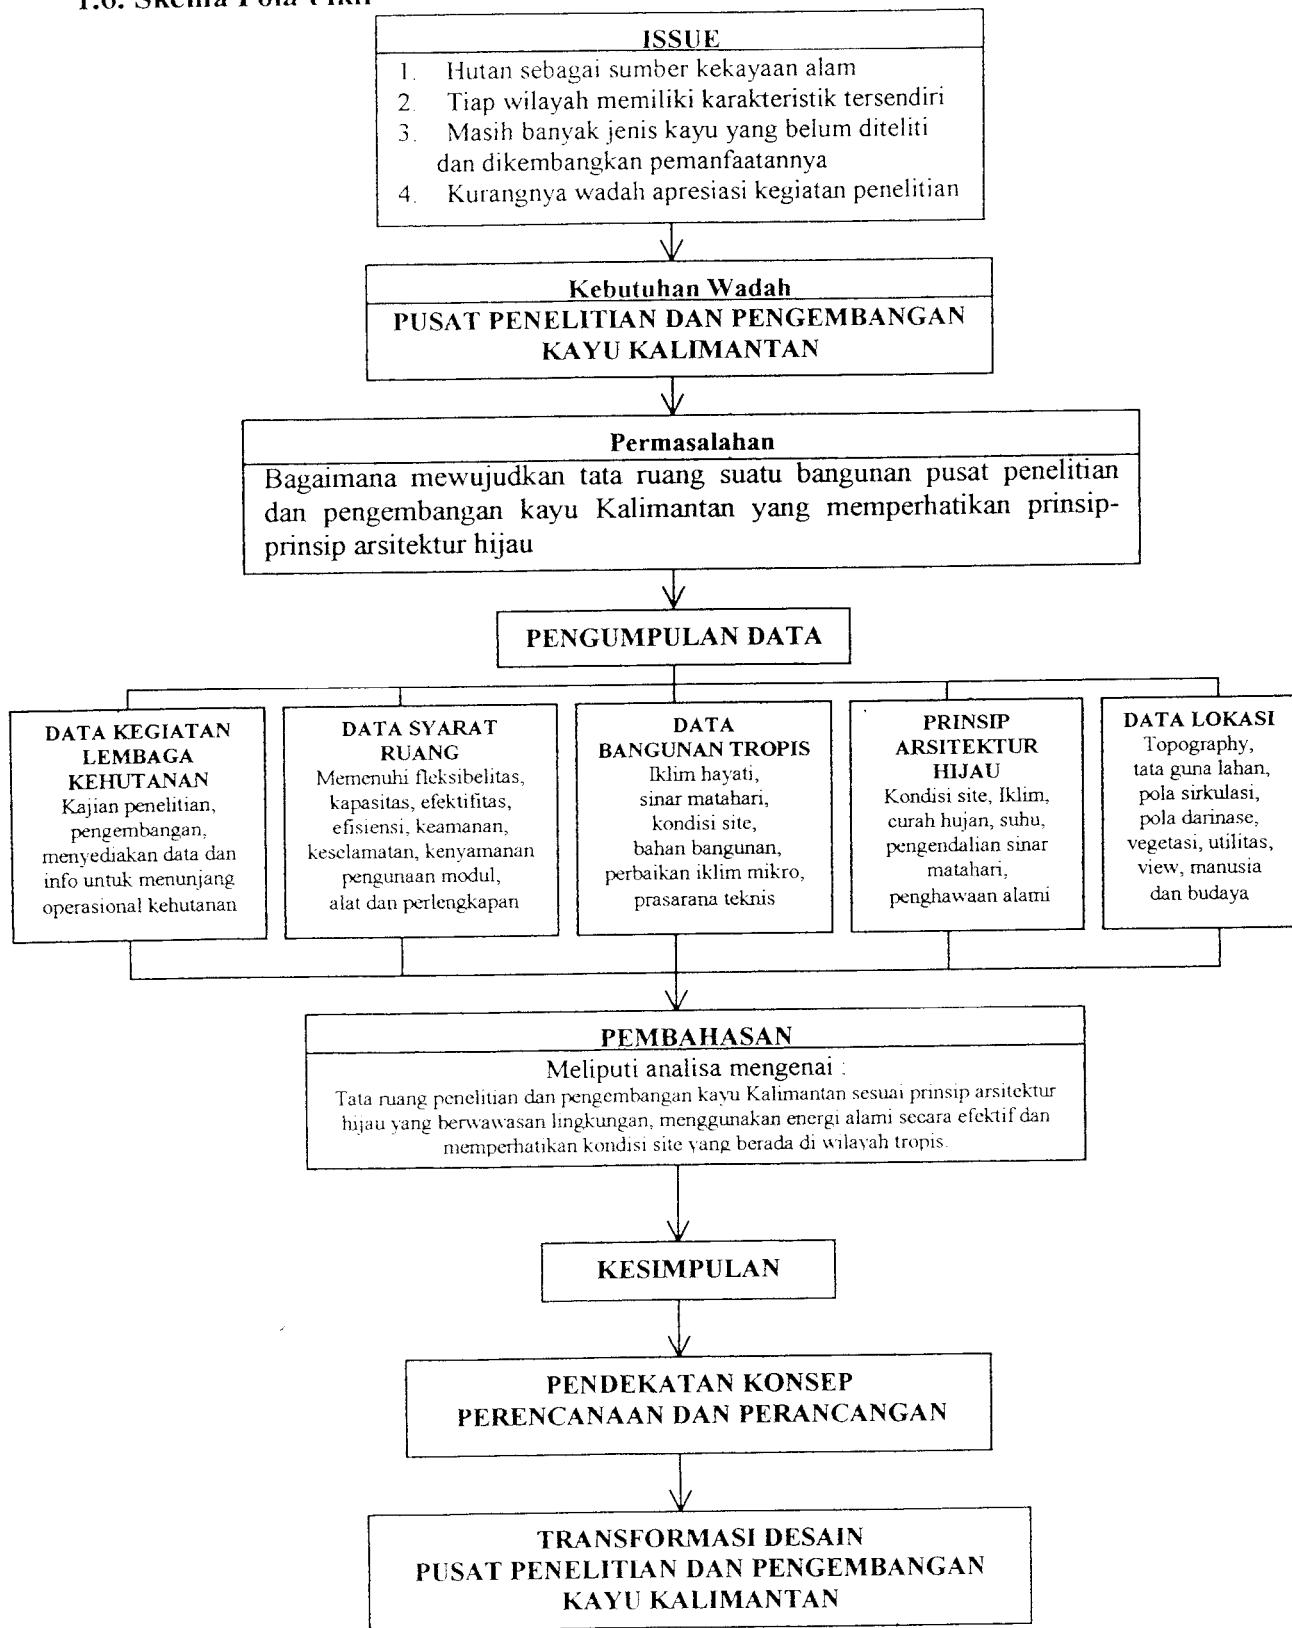 1.6. Skema Pola Pikir
ISSUE
1. Hutan sebagai sumber kekayaan alam
2. Tiap wilayah memiliki karakteristik tersendiri
3. Masih banyak jenis kayu yang belum diteliti
dan dikembangkan pemanfaatannya
4. Kurangnya wadah apresiasi kegiatan penelitian
Kebutuhan Wadah
PUSAT PENELITIAN DAN PENGEMBANGAN
KAYU KALIMANTAN
Permasalahan
Bagaimana mewujudkan tata ruang suatu bangunan pusat penelitian
dan pengembangan kayu Kalimantan yang memperhatikan prinsip-
prinsip arsitektur hijau
PENGUMPULAN DATA
DATA KEGIATAN
LEMBAGA
KEHUTANAN
Kajian penelitian,
pengembangan,
menyediakan data dan
info untuk menunjang
operasional kehutanan
DATA SYARAT
RUANG
Memenuhi fleksibelitas,
kapasitas, efektifitas,
efisiensi, keamanan,
keselamatan, kenyamanan
pengunaan modul,
alat dan perlengkapan
DATA
BANGUNAN TROPIS
Iklim hayati,
sinar matahari,
kondisi site,
bahan bangunan,
perbaikan iklim mikro,
prasarana teknis
PRINSIP
ARSITEKTUR
HIJAU
Kondisi site, Iklim,
curah hujan, suhu,
pengendalian sinar
matahari,
penghawaan alami
DATA LOKASI
Topography,
tata guna lahan,
pola sirkulasi,
pola darinase,
vegetasi, utilitas,
view, manusia
dan budaya
PEMBAHASAN
Meliputi analisa mengenai :
Tata ruang penelitian dan pengembangan kayu Kalimantan sesuai prinsip arsitektur
hijau yang berwawasan lingkungan, menggunakan energi alami secara efektif dan
memperhatikan kondisi site yang berada di wilayah tropis.
KESIMPULAN
PENDEKATAN KONSEP
PERENCANAAN DAN PERANCANGAN
TRANSFORMASI DESAIN
PUSAT PENELITIAN DAN PENGEMBANGAN
KAYU KALIMANTAN